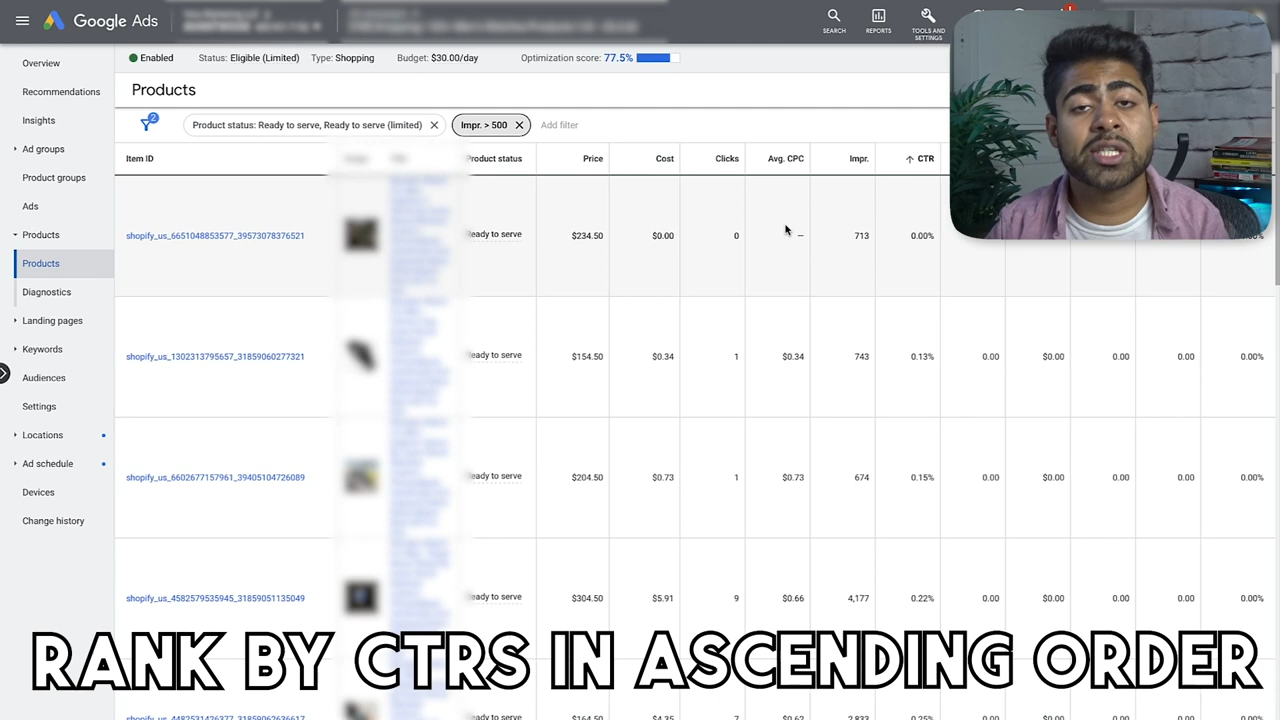 Google Ads
SEARCH
REPORTS
TOOLS AND
SETTINGS
Enabled
Status: Eligible (Limited)
Type: Shopping
Budget: $30.00/day
Optimization score: 77.5%
Overview
Recommendations
Insights
Ad groups
Product groups
Ads
Products
Products
Diagnostics
Landing pages
Keywords
Audiences
Settings
Locations
Ad schedule
Devices
Change history
Products
2
Product status: Ready to serve, Ready to serve (limited)
Impr. > 500
Add filter
Item ID Product status Price Cost Clicks Avg. CPC Impr. CTR
shopify_us_6651048853577_39573078376521 Ready to serve $234.50 $0.00 0 – 713 0.00%
shopify_us_1302313795657_31859060277321 Ready to serve $154.50 $0.34 1 $0.34 743 0.13% 0.00 $0.00 0.00 0.00 0.00%
shopify_us_6602677157961_39405104726089 Ready to serve $204.50 $0.73 1 $0.73 674 0.15% 0.00 $0.00 0.00 0.00 0.00%
shopify_us_4582579535945_31859051135049 Ready to serve $304.50 $5.91 9 $0.66 4,177 0.22% 0.00 $0.00 0.00 0.00 0.00%
RANK BY CTRS IN ASCENDING ORDER